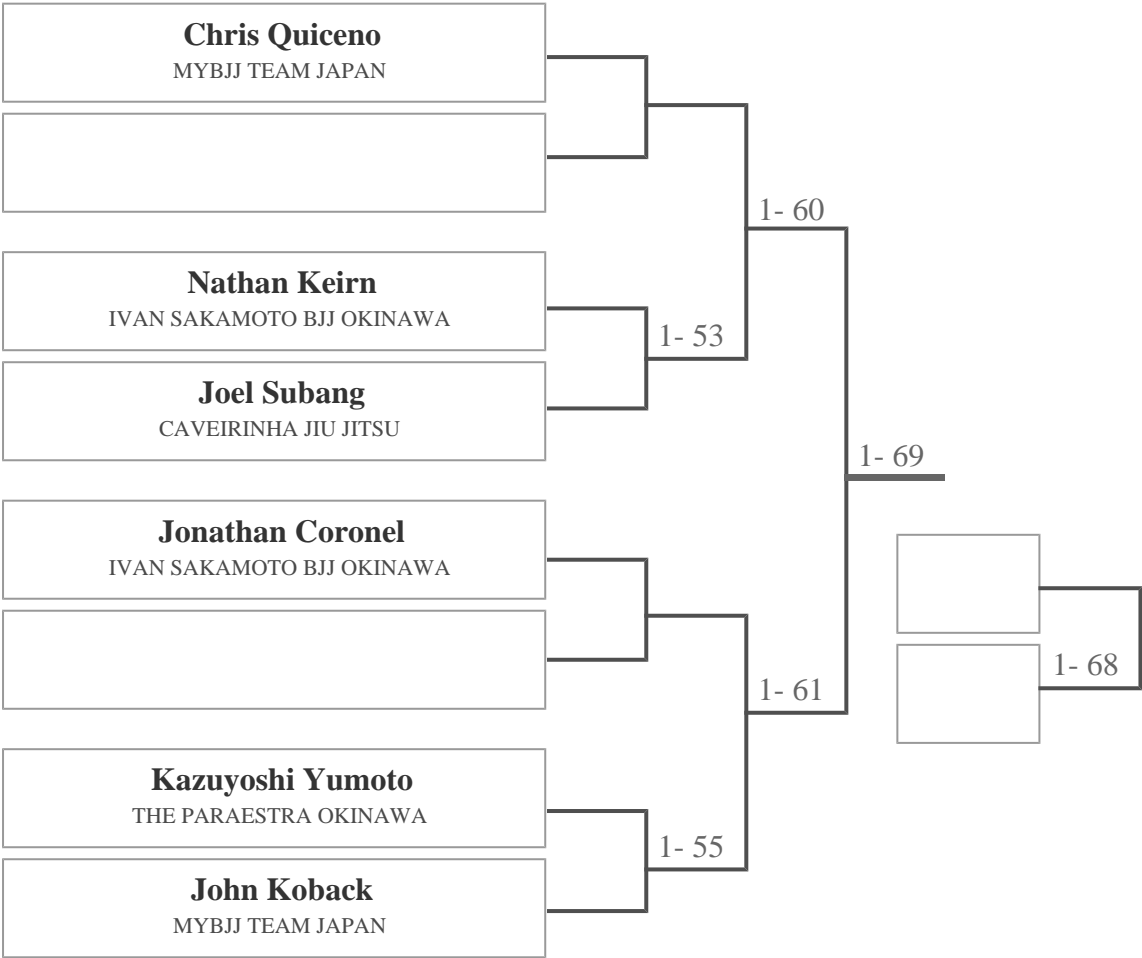 Chris Quiceno
MYBJJ TEAM JAPAN
1- 60
Nathan Keirn
IVAN SAKAMOTO BJJ OKINAWA
1- 53
Joel Subang
CAVEIRINHA JIU JITSU
1- 69
Jonathan Coronel
IVAN SAKAMOTO BJJ OKINAWA
1- 68
1- 61
Kazuyoshi Yumoto
THE PARAESTRA OKINAWA
1- 55
John Koback
MYBJJ TEAM JAPAN